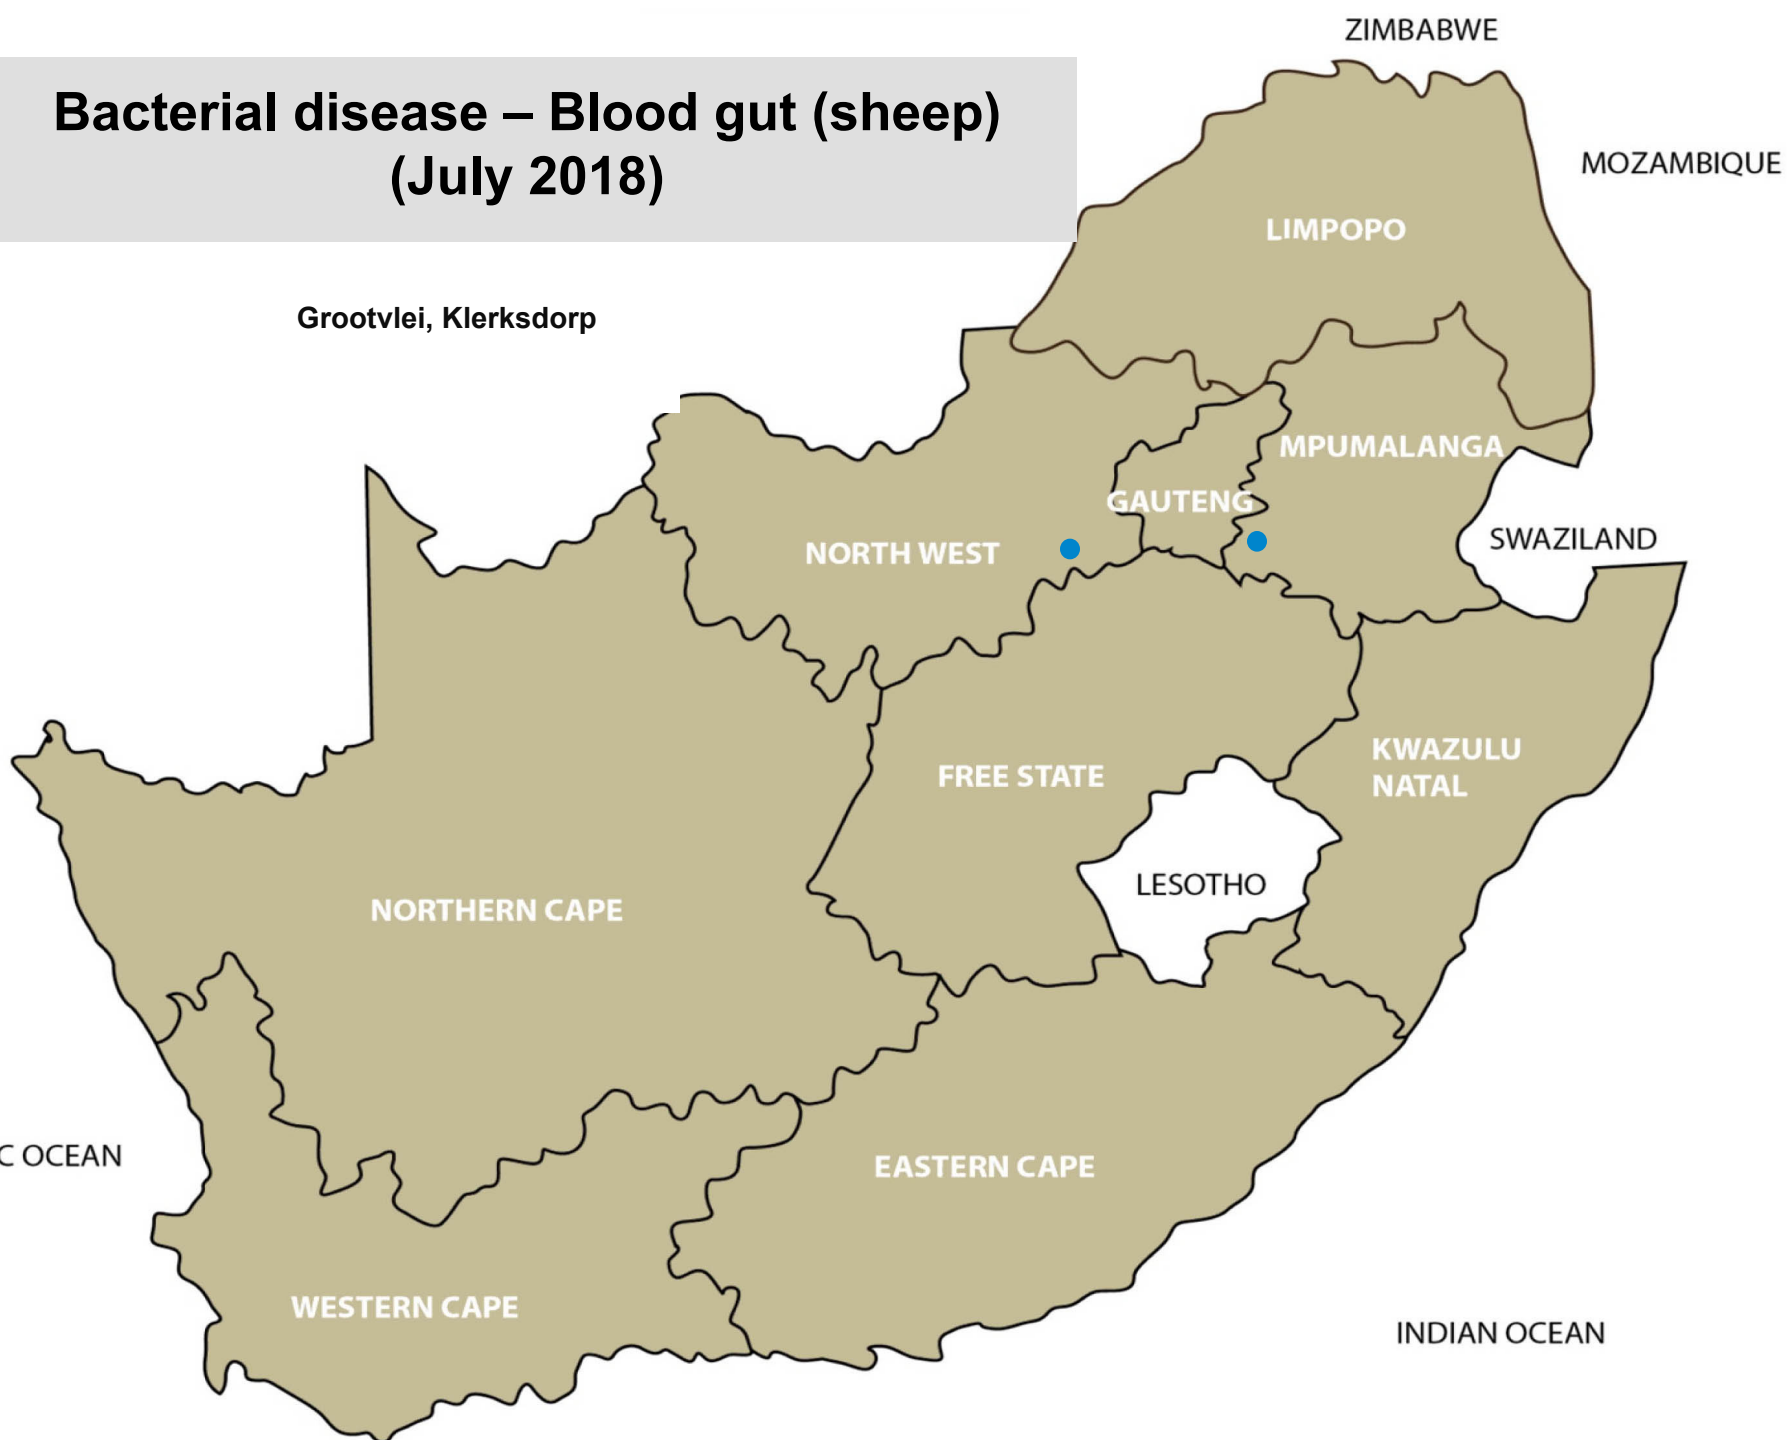 ZIMBABWE
Bacterial disease – Blood gut (sheep)
(July 2018)
MOZAMBIQUE
LIMPOPO
Grootvlei, Klerksdorp
MPUMALANGA
GAUTENG
NORTH WEST
SWAZILAND
KWAZULU
NATAL
FREE STATE
LESOTHO
NORTHERN CAPE
C OCEAN
EASTERN CAPE
WESTERN CAPE
INDIAN OCEAN